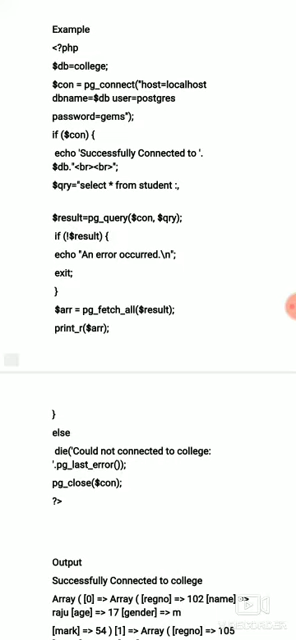 Example
<?php
$db=college;
$con = pg_connect("host=localhost
dbname=$db user=postgres
password=gems");
if ($con) {
echo 'Successfully Connected to '.
$db."<br><br>";
$qry="select * from student :,
$result=pg_query($con, $qry);
if (!$result) {
echo "An error occurred.\n";
exit;
}
$arr = pg_fetch_all($result);
print_r($arr);
}
else
die('Could not connected to college:
'.pg_last_error());
pg_close($con);
?>
Output
Successfully Connected to college
Array ( [0] => Array ( [regno] => 102 [name] =>
raju [age] => 17 [gender] => m
[mark] => 54 ) [1] => Array ( [regno] => 105